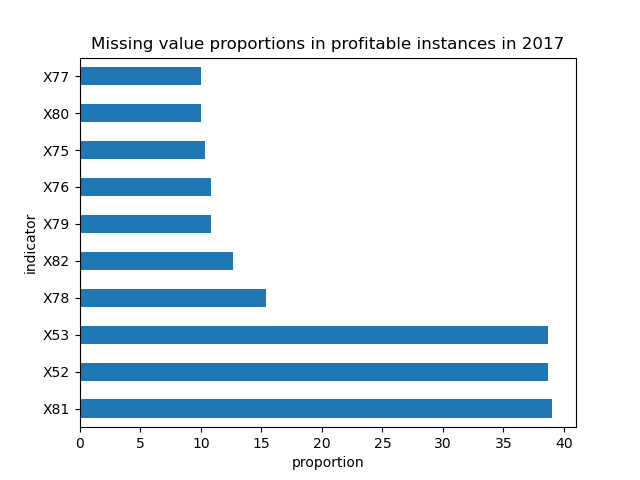 Missing value proportions in profitable instances in 2017
X77
X80
X75
X76
X79
X82
X78
X53
X52
X81
indicator
0 5 10 15 20 25 30 35 40
proportion